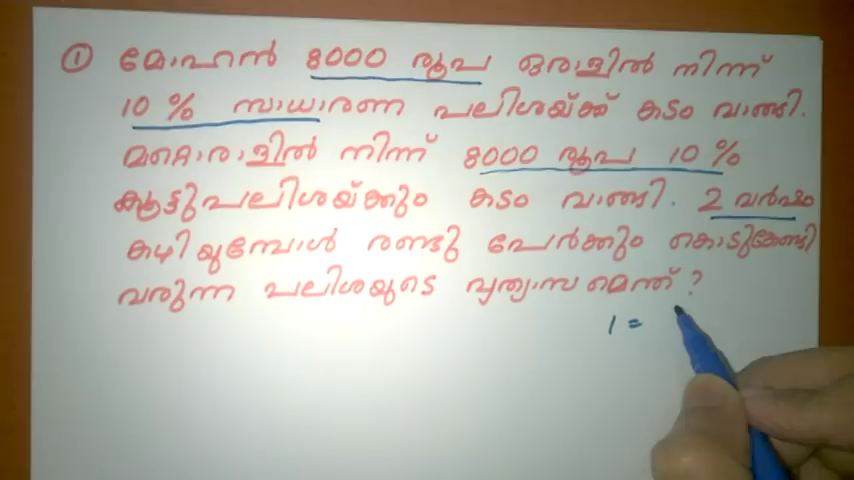 ① മോഹൻ 8000 രൂപ ഒരാളിൽ നിന്ന്
10 % സാധാരണ പലിശയ്ക്ക് കടം വാങ്ങി.
മറ്റൊരാളിൽ നിന്ന് 8000 രൂപ 10 %
കൂട്ടുപലിശയ്ക്കും കടം വാങ്ങി. 2 വർഷം
കഴിയുമ്പോൾ രണ്ടു പേർക്കും കൊടുക്കേണ്ടി
വരുന്ന പലിശയുടെ വ്യത്യാസമെന്ത് ?
1 =